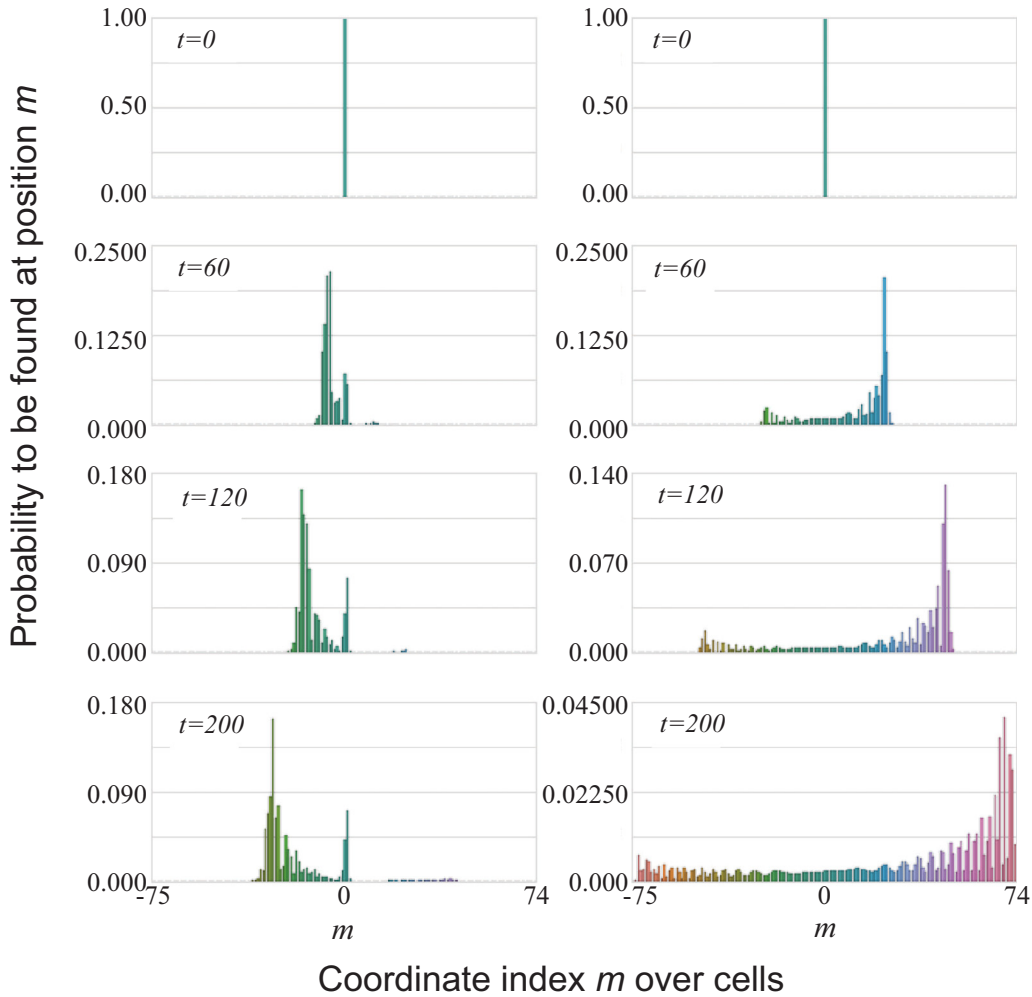 Probability to be found at position m
1.00
0.50
0.00
t=0
1.00
0.50
0.00
t=0
0.2500
0.1250
0.000
t=60
0.2500
0.1250
0.000
t=60
0.180
0.090
0.000
t=120
0.140
0.070
0.000
t=120
0.180
0.090
0.000
t=200
0.04500
0.02250
0.0000
t=200
-75 0 74
-75 0 74
m
m
Coordinate index m over cells